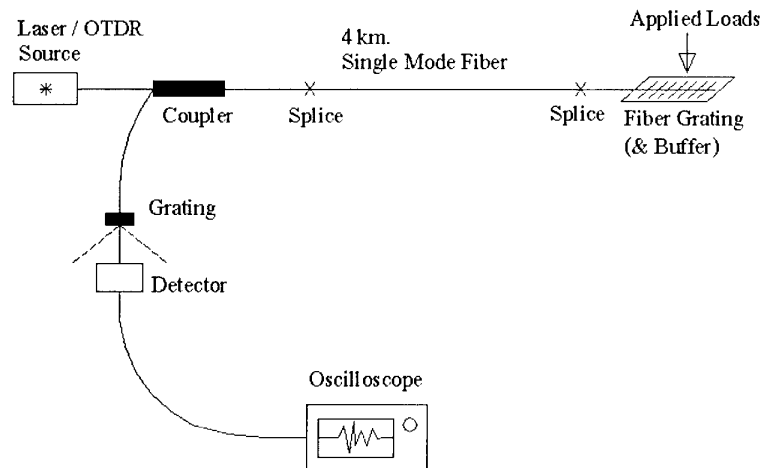 Laser / OTDR
Source
4 km.
Single Mode Fiber
Applied Loads
Coupler
Splice
Splice
Fiber Grating
(& Buffer)
Grating
Detector
Oscilloscope